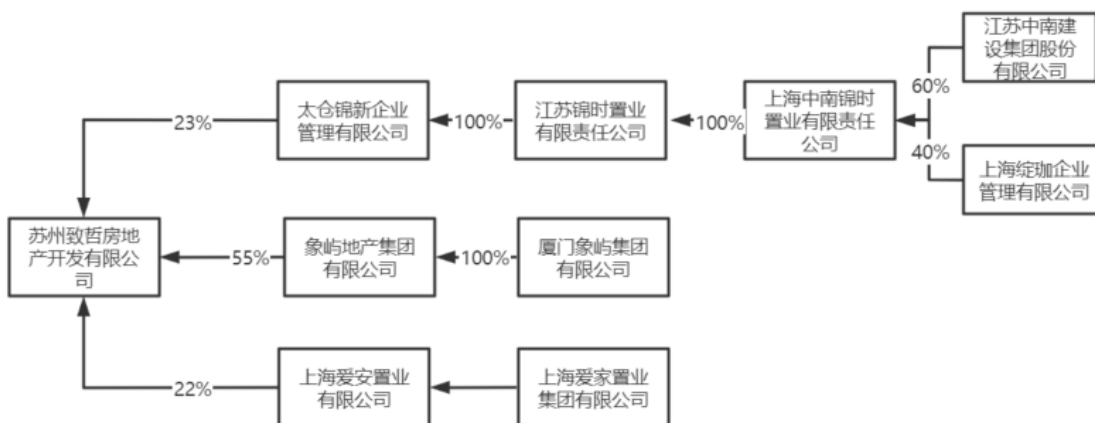 江苏中南建
设集团股份
有限公司
60%
太仓锦新企业
管理有限公司
江苏锦时置业
有限责任公司
上海中南锦时
置业有限责任
公司
23%
100%
100%
40%
上海绽珈企业
管理有限公司
苏州致哲房地
产开发有限公
司
55%
象屿地产集团
有限公司
100%
厦门象屿集团
有限公司
22%
上海爱安置业
有限公司
上海爱家置业
集团有限公司